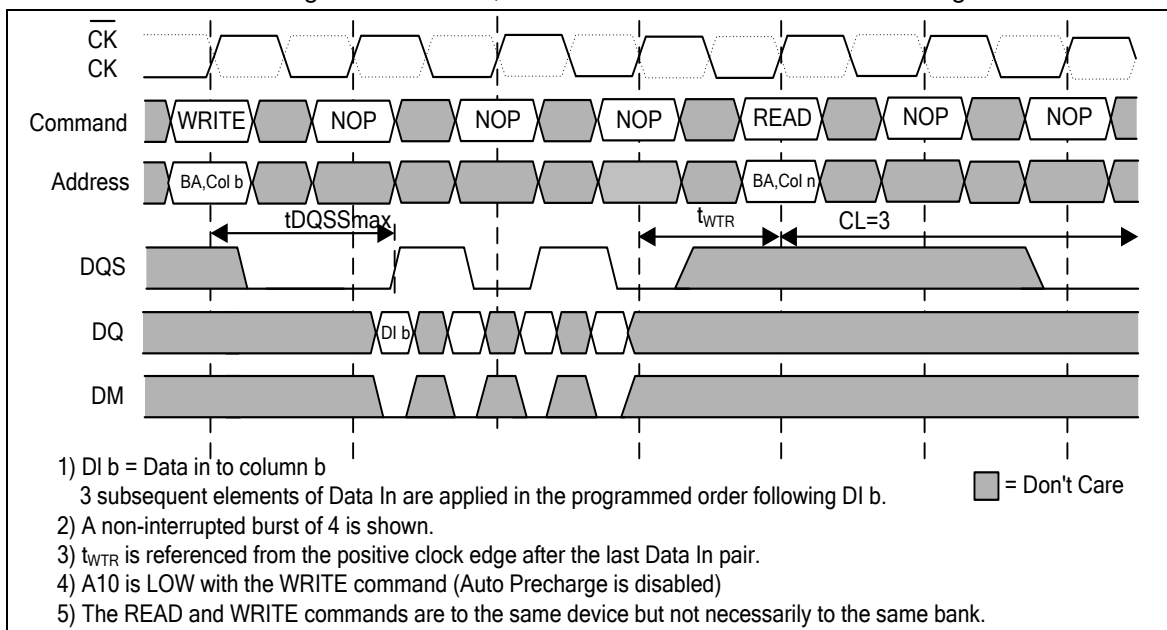 CK
CK
Command WRITE NOP NOP NOP READ NOP NOP
Address BA,Col b BA,Col n
tDQSSmax tWTR CL=3
DQS
DQ DI b
DM
1) DI b = Data in to column b
3 subsequent elements of Data In are applied in the programmed order following DI b. = Don't Care
2) A non-interrupted burst of 4 is shown.
3) tWTR is referenced from the positive clock edge after the last Data In pair.
4) A10 is LOW with the WRITE command (Auto Precharge is disabled)
5) The READ and WRITE commands are to the same device but not necessarily to the same bank.